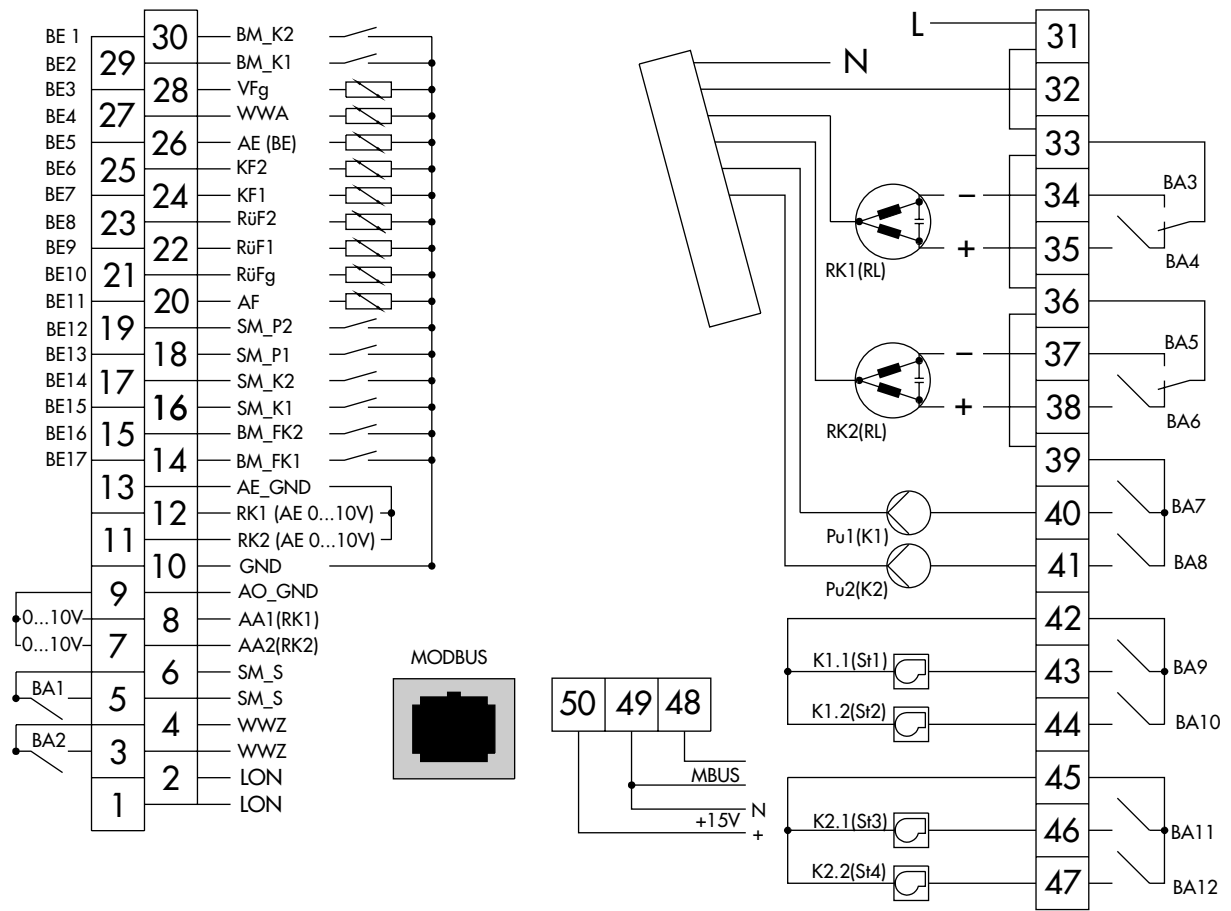 BE 1 30 BM_K2
BE2 29 BM_K1
BE3 28 VFg
BE4 27 WWA
BE5 26 AE (BE)
BE6 25 KF2
BE7 24 KF1
BE8 23 RüF2
BE9 22 RüF1
BE10 21 RüFg
BE11 20 AF
BE12 19 SM_P2
BE13 18 SM_P1
BE14 17 SM_K2
BE15 16 SM_K1
BE16 15 BM_FK2
BE17 14 BM_FK1
13 AE_GND
12 RK1 (AE 0...10V)
11 RK2 (AE 0...10V)
10 GND
9 AO_GND
0...10V 8 AA1(RK1)
0...10V 7 AA2(RK2)
6 SM_S
BA1 5 SM_S
4 WWZ
BA2 3 WWZ
2 LON
1 LON
MODBUS
50 49 48
MBUS
N
+15V +
L 31
N
32
33
– 34 BA3
+ 35 BA4
RK1(RL)
36
– 37 BA5
+ 38 BA6
RK2(RL)
39
40 BA7
Pu1(K1)
41 BA8
Pu2(K2)
42
K1.1(St1) 43 BA9
K1.2(St2) 44 BA10
45
K2.1(St3) 46 BA11
K2.2(St4) 47 BA12